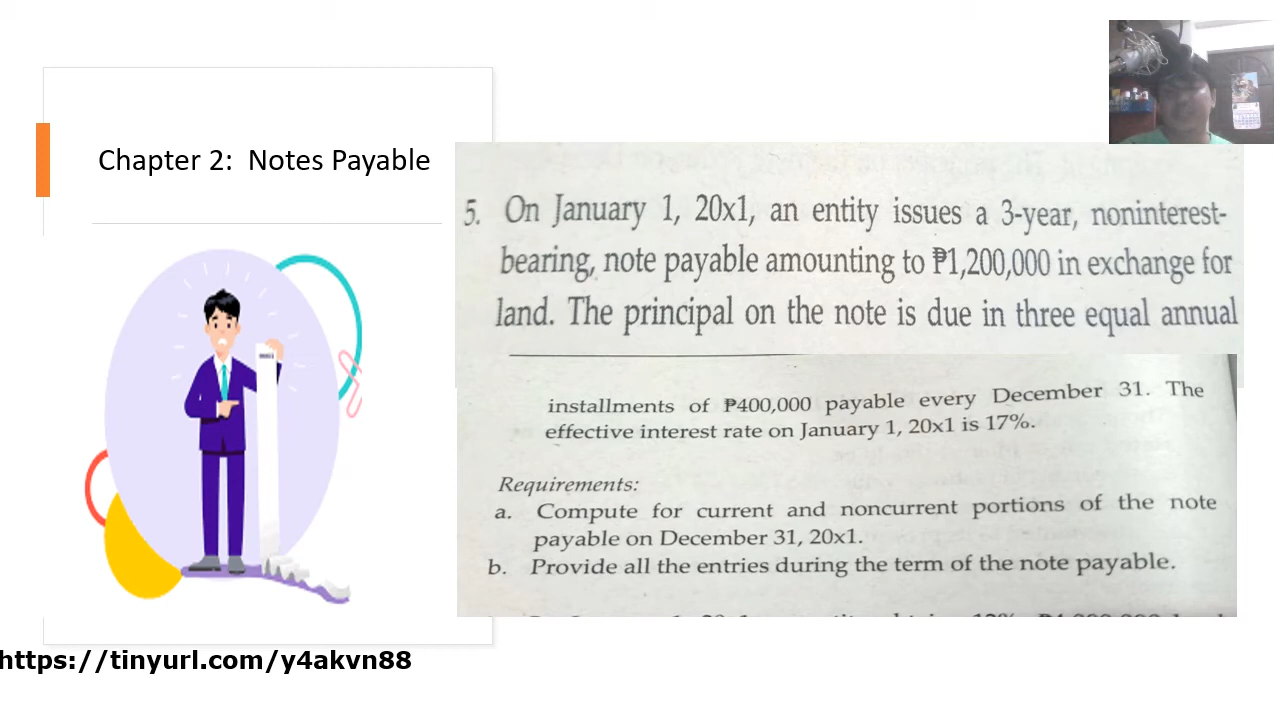 Chapter 2: Notes Payable
5. On January 1, 20x1, an entity issues a 3-year, noninterest-
bearing, note payable amounting to ₱1,200,000 in exchange for
land. The principal on the note is due in three equal annual
installments of ₱400,000 payable every December 31. The
effective interest rate on January 1, 20x1 is 17%.
Requirements:
a. Compute for current and noncurrent portions of the note
payable on December 31, 20x1.
b. Provide all the entries during the term of the note payable.
https://tinyurl.com/y4akvn88